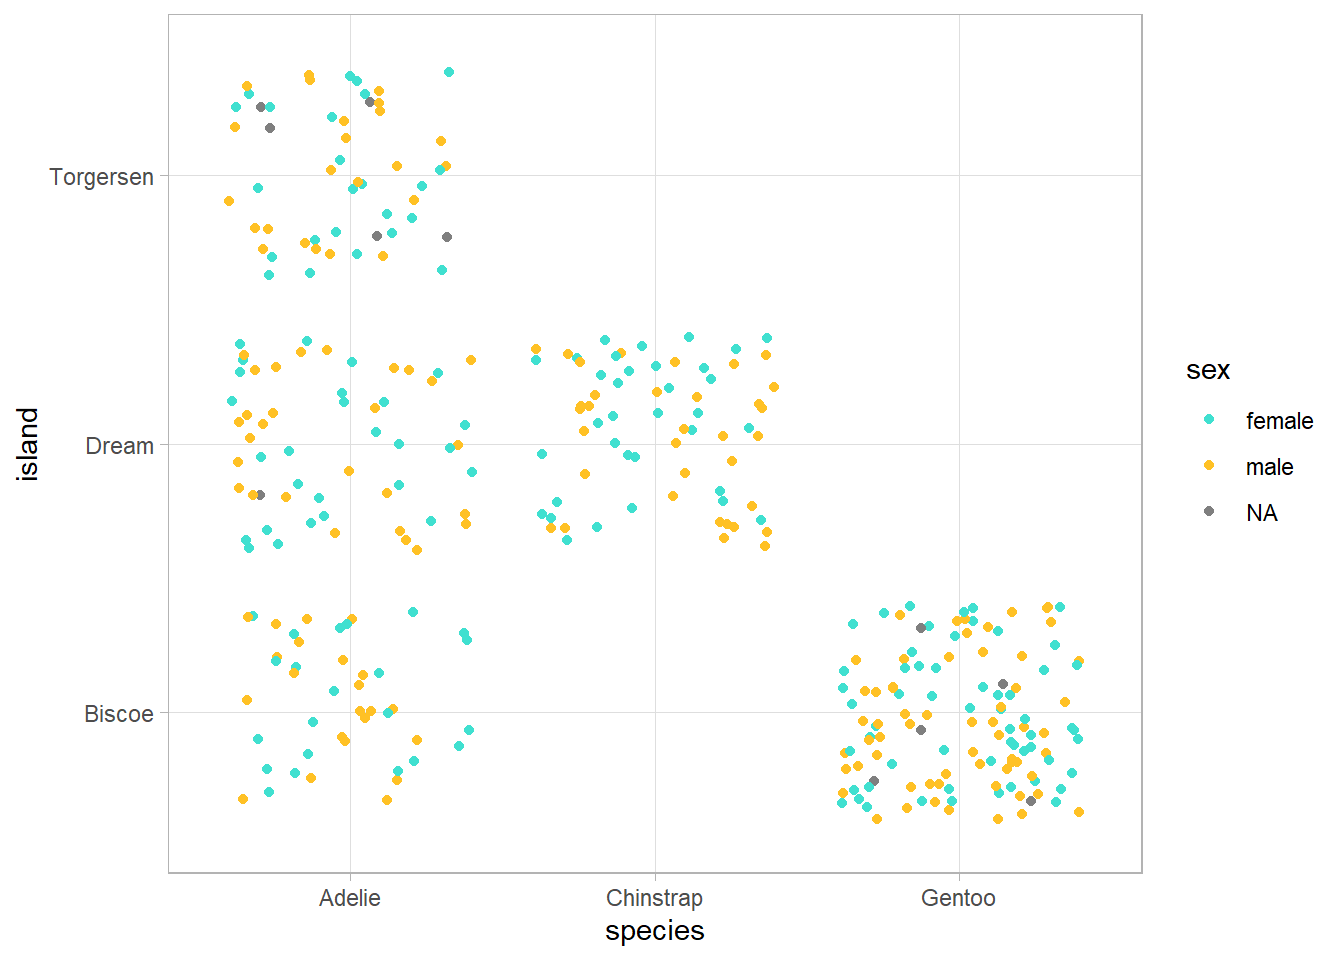 Torgersen
Dream
Biscoe
island
Adelie
Chinstrap
Gentoo
species
sex
female
male
NA